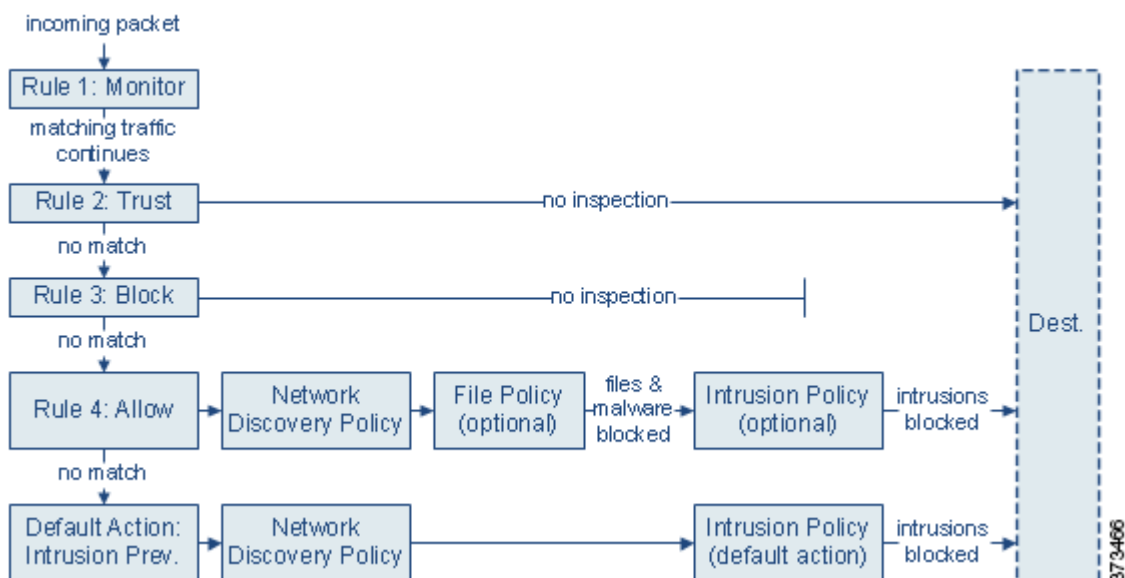 incoming packet
Rule 1: Monitor
matching traffic
continues
Rule 2: Trust
no inspection
no match
Rule 3: Block
no inspection
no match
Rule 4: Allow
Network
Discovery Policy
File Policy
(optional)
files &
malware
blocked
Intrusion Policy
(optional)
intrusions
blocked
Dest.
no match
Default Action:
Intrusion Prev.
Network
Discovery Policy
Intrusion Policy
(default action)
intrusions
blocked
373466